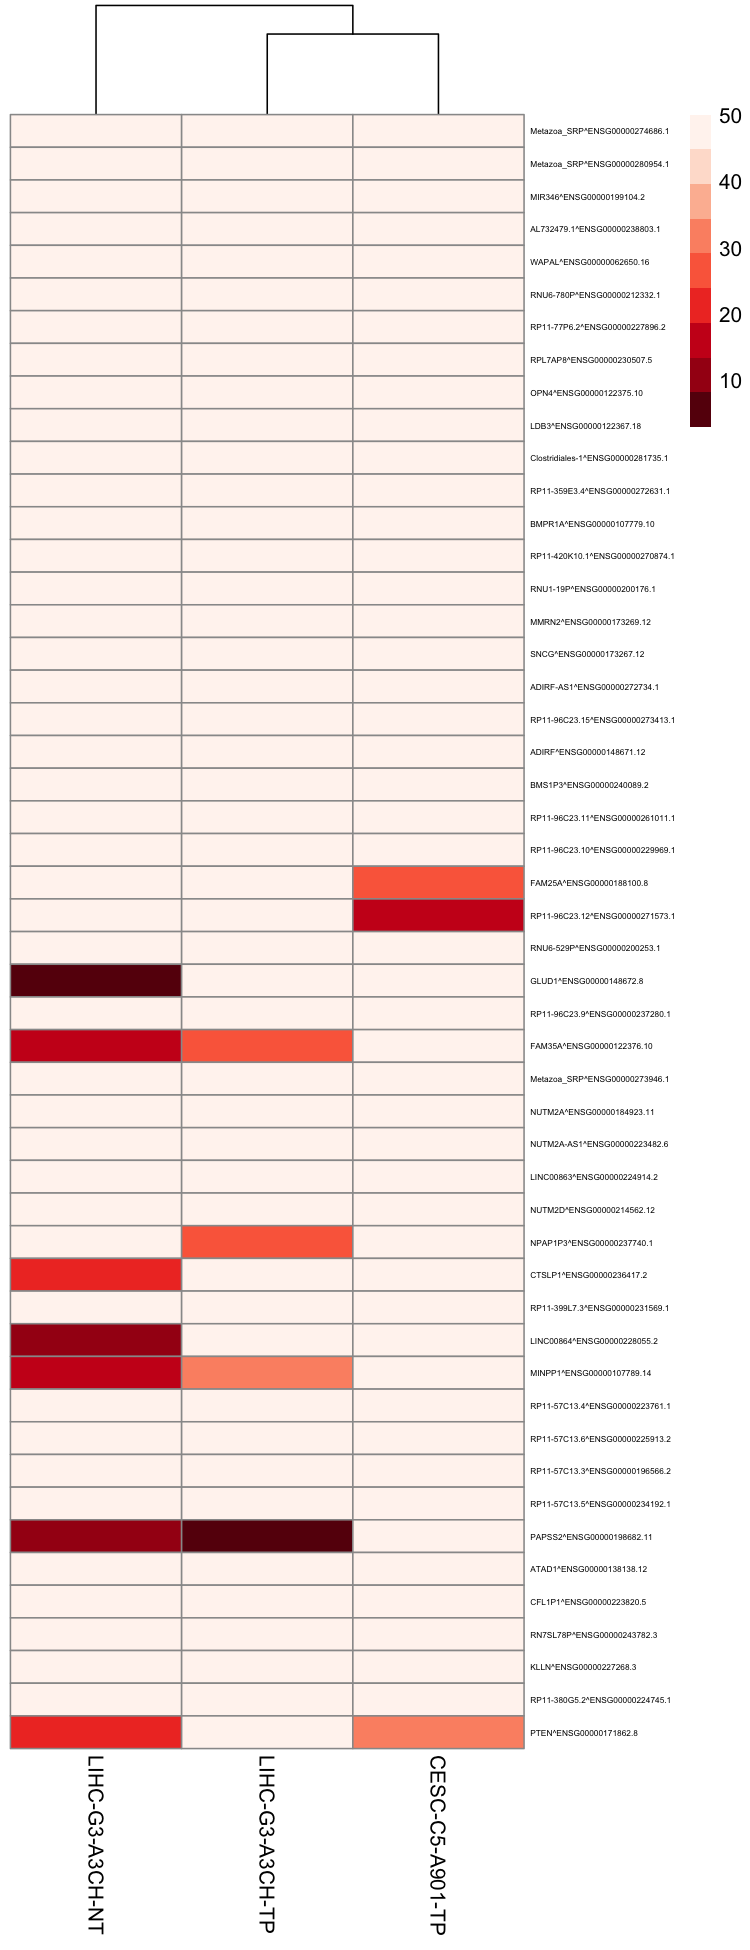 50
40
30
20
10
Metazoa_SRP^ENSG00000274686.1
Metazoa_SRP^ENSG00000280954.1
MIR346^ENSG00000199104.2
AL732479.1^ENSG00000238803.1
WAPAL^ENSG00000062650.16
RNU6-780P^ENSG00000212332.1
RP11-77P6.2^ENSG00000227896.2
RPL7AP8^ENSG00000230507.5
OPN4^ENSG00000122375.10
LDB3^ENSG00000122367.18
Clostridiales-1^ENSG00000281735.1
RP11-359E3.4^ENSG00000272631.1
BMPR1A^ENSG00000107779.10
RP11-420K10.1^ENSG00000270874.1
RNU1-19P^ENSG00000200176.1
MMRN2^ENSG00000173269.12
SNCG^ENSG00000173267.12
ADIRF-AS1^ENSG00000272734.1
RP11-96C23.15^ENSG00000273413.1
ADIRF^ENSG00000148671.12
BMS1P3^ENSG00000240089.2
RP11-96C23.11^ENSG00000261011.1
RP11-96C23.10^ENSG00000229969.1
FAM25A^ENSG00000188100.8
RP11-96C23.12^ENSG00000271573.1
RNU6-529P^ENSG00000200253.1
GLUD1^ENSG00000148672.8
RP11-96C23.9^ENSG00000237280.1
FAM35A^ENSG00000122376.10
Metazoa_SRP^ENSG00000273946.1
NUTM2A^ENSG00000184923.11
NUTM2A-AS1^ENSG00000223482.6
LINC00863^ENSG00000224914.2
NUTM2D^ENSG00000214562.12
NPAP1P3^ENSG00000237740.1
CTSLP1^ENSG00000236417.2
RP11-399L7.3^ENSG00000231569.1
LINC00864^ENSG00000228055.2
MINPP1^ENSG00000107789.14
RP11-57C13.4^ENSG00000223761.1
RP11-57C13.6^ENSG00000225913.2
RP11-57C13.3^ENSG00000196566.2
RP11-57C13.5^ENSG00000234192.1
PAPSS2^ENSG00000198682.11
ATAD1^ENSG00000138138.12
CFL1P1^ENSG00000223820.5
RN7SL78P^ENSG00000243782.3
KLLN^ENSG00000227268.3
RP11-380G5.2^ENSG00000224745.1
PTEN^ENSG00000171862.8
LIHC-G3-A3CH-NT
LIHC-G3-A3CH-TP
CESC-C5-A901-TP